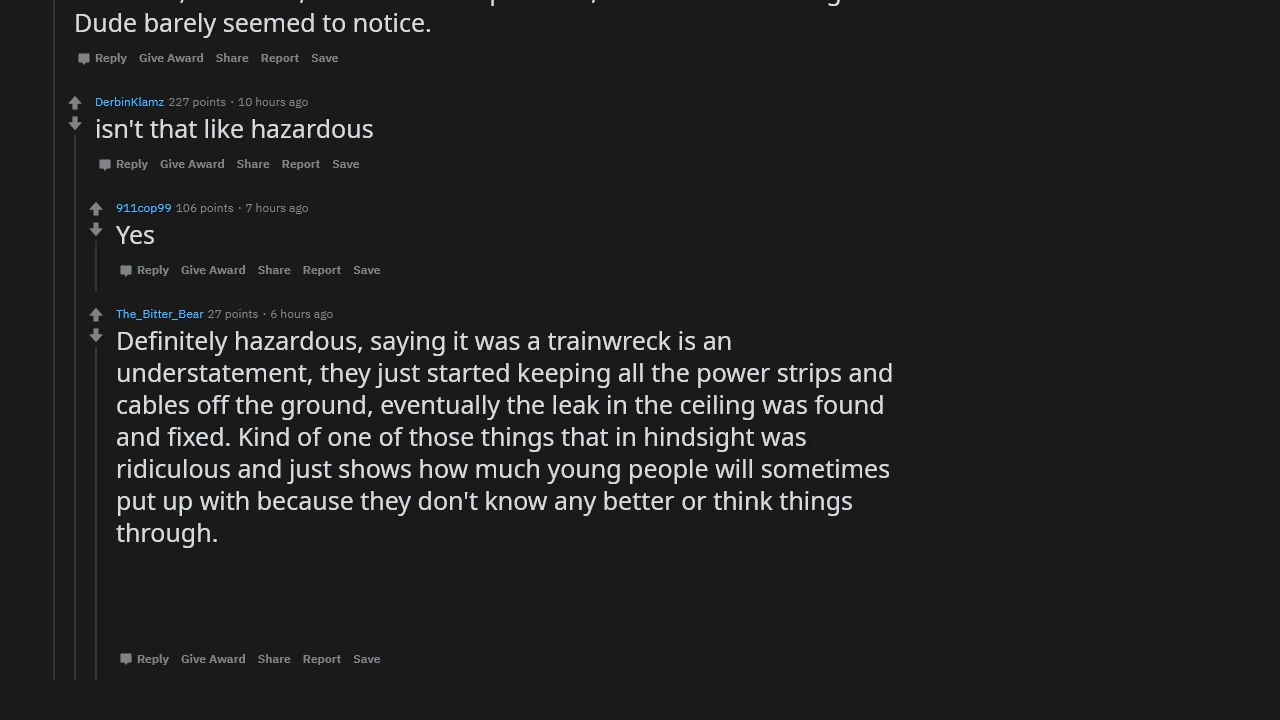 Dude barely seemed to notice.
Reply Give Award Share Report Save
DerbinKlamz 227 points · 10 hours ago
isn't that like hazardous
Reply Give Award Share Report Save
911cop99 106 points · 7 hours ago
Yes
Reply Give Award Share Report Save
The_Bitter_Bear 27 points · 6 hours ago
Definitely hazardous, saying it was a trainwreck is an
understatement, they just started keeping all the power strips and
cables off the ground, eventually the leak in the ceiling was found
and fixed. Kind of one of those things that in hindsight was
ridiculous and just shows how much young people will sometimes
put up with because they don't know any better or think things
through.
Reply Give Award Share Report Save